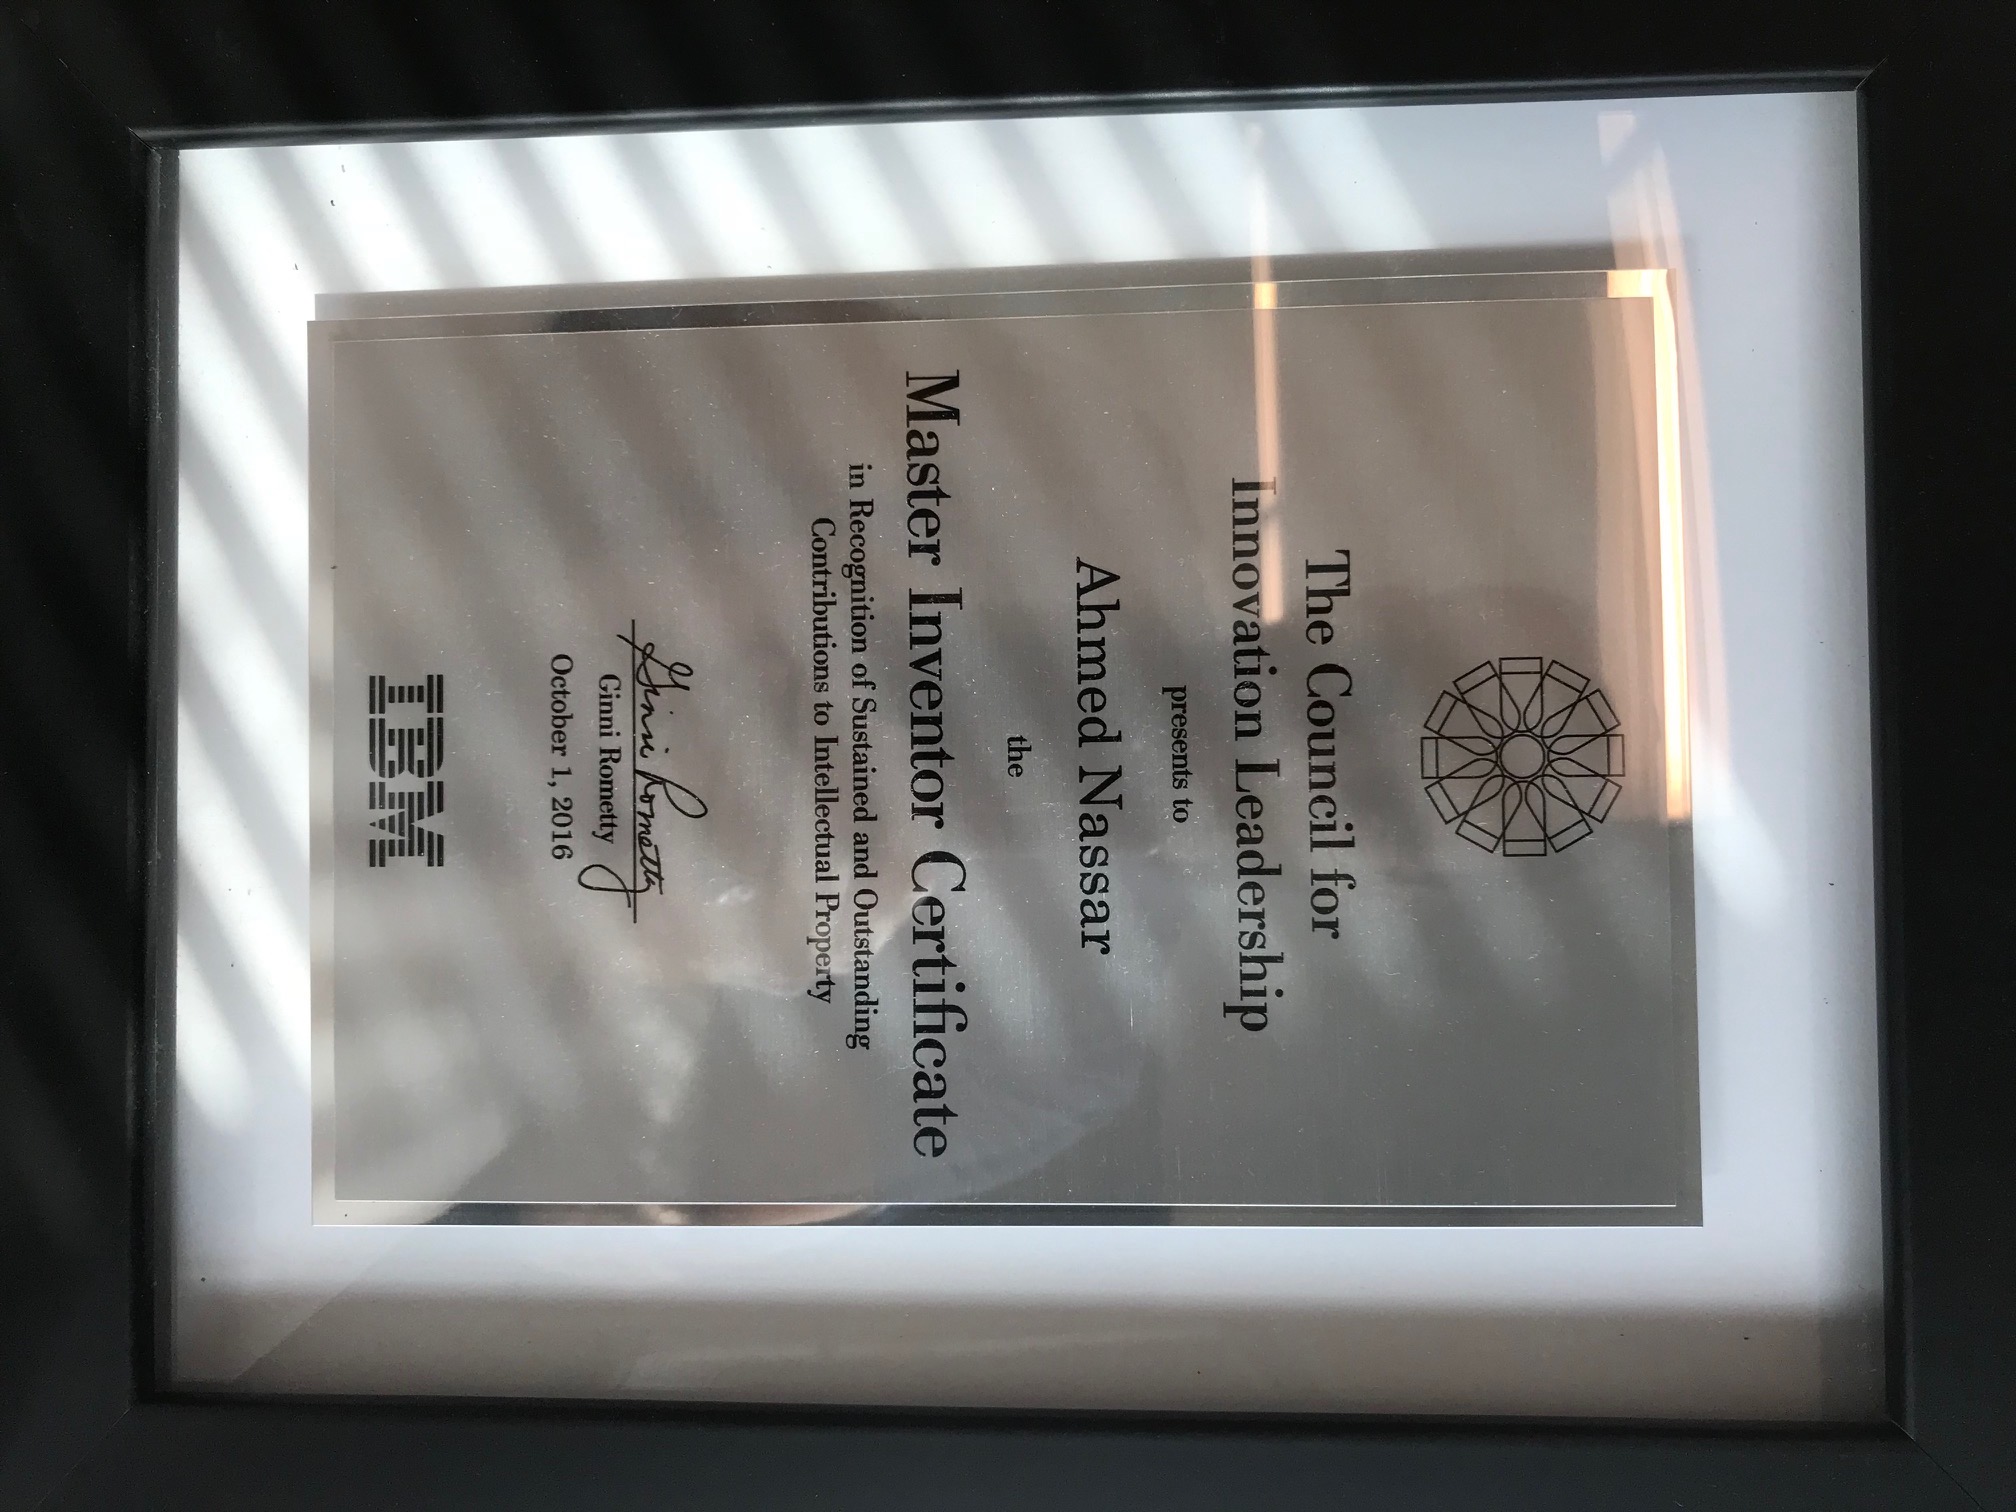 The Council for
Innovation Leadership
presents to
Ahmed Nassar
the
Master Inventor Certificate
in Recognition of Sustained and Outstanding
Contributions to Intellectual Property
Ginni Rometty
Ginni Rometty
October 1, 2016
IBM